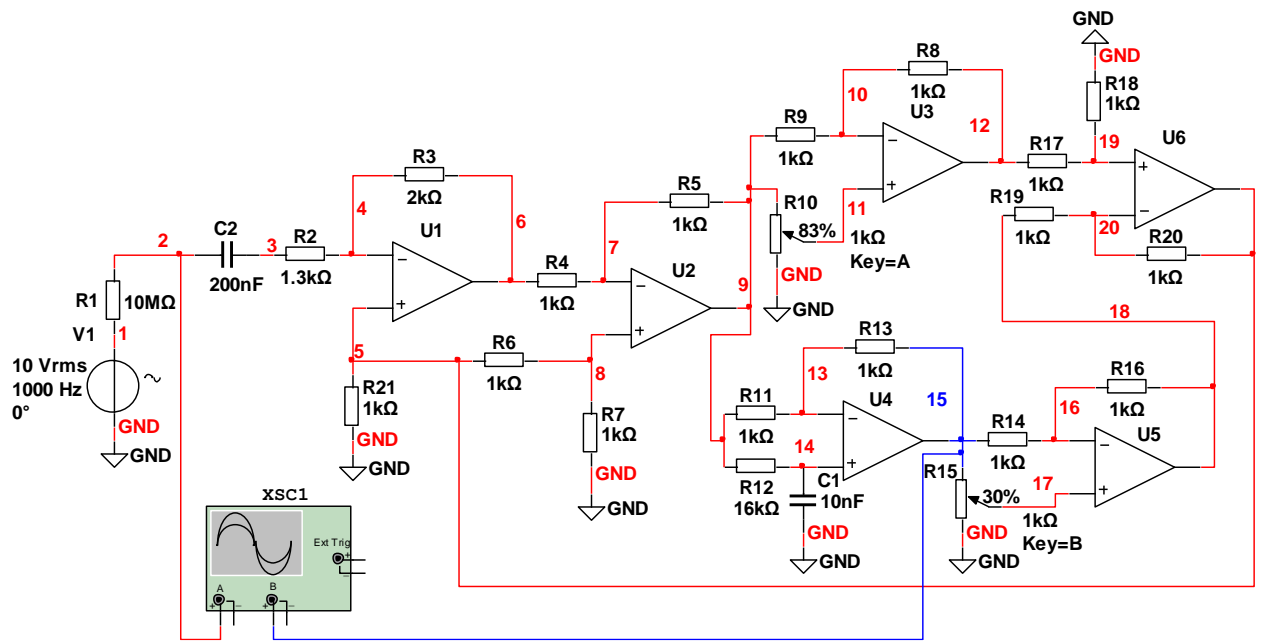 GND
GND
R8
1kΩ
10
U3
R18
1kΩ
R9
1kΩ
12
R17
1kΩ
19
U6
R3
2kΩ
R5
1kΩ
R10
83%
11
1kΩ
Key=A
R19
1kΩ
20
R20
1kΩ
4
U1
6
7
C2
200nF
2
3
R2
1.3kΩ
R4
1kΩ
U2
9
GND
GND
R1
10MΩ
V1
1
10 Vrms
1000 Hz
0°
GND
GND
5
R6
1kΩ
8
R21
1kΩ
GND
GND
R7
1kΩ
GND
GND
18
R13
1kΩ
13
U4
15
R11
1kΩ
14
R12
16kΩ
C1
10nF
GND
GND
R16
1kΩ
16
U5
R14
1kΩ
R15
30%
17
1kΩ
Key=B
GND
GND
XSC1
Ext Trig
+
−
A
B
+
−
+
−